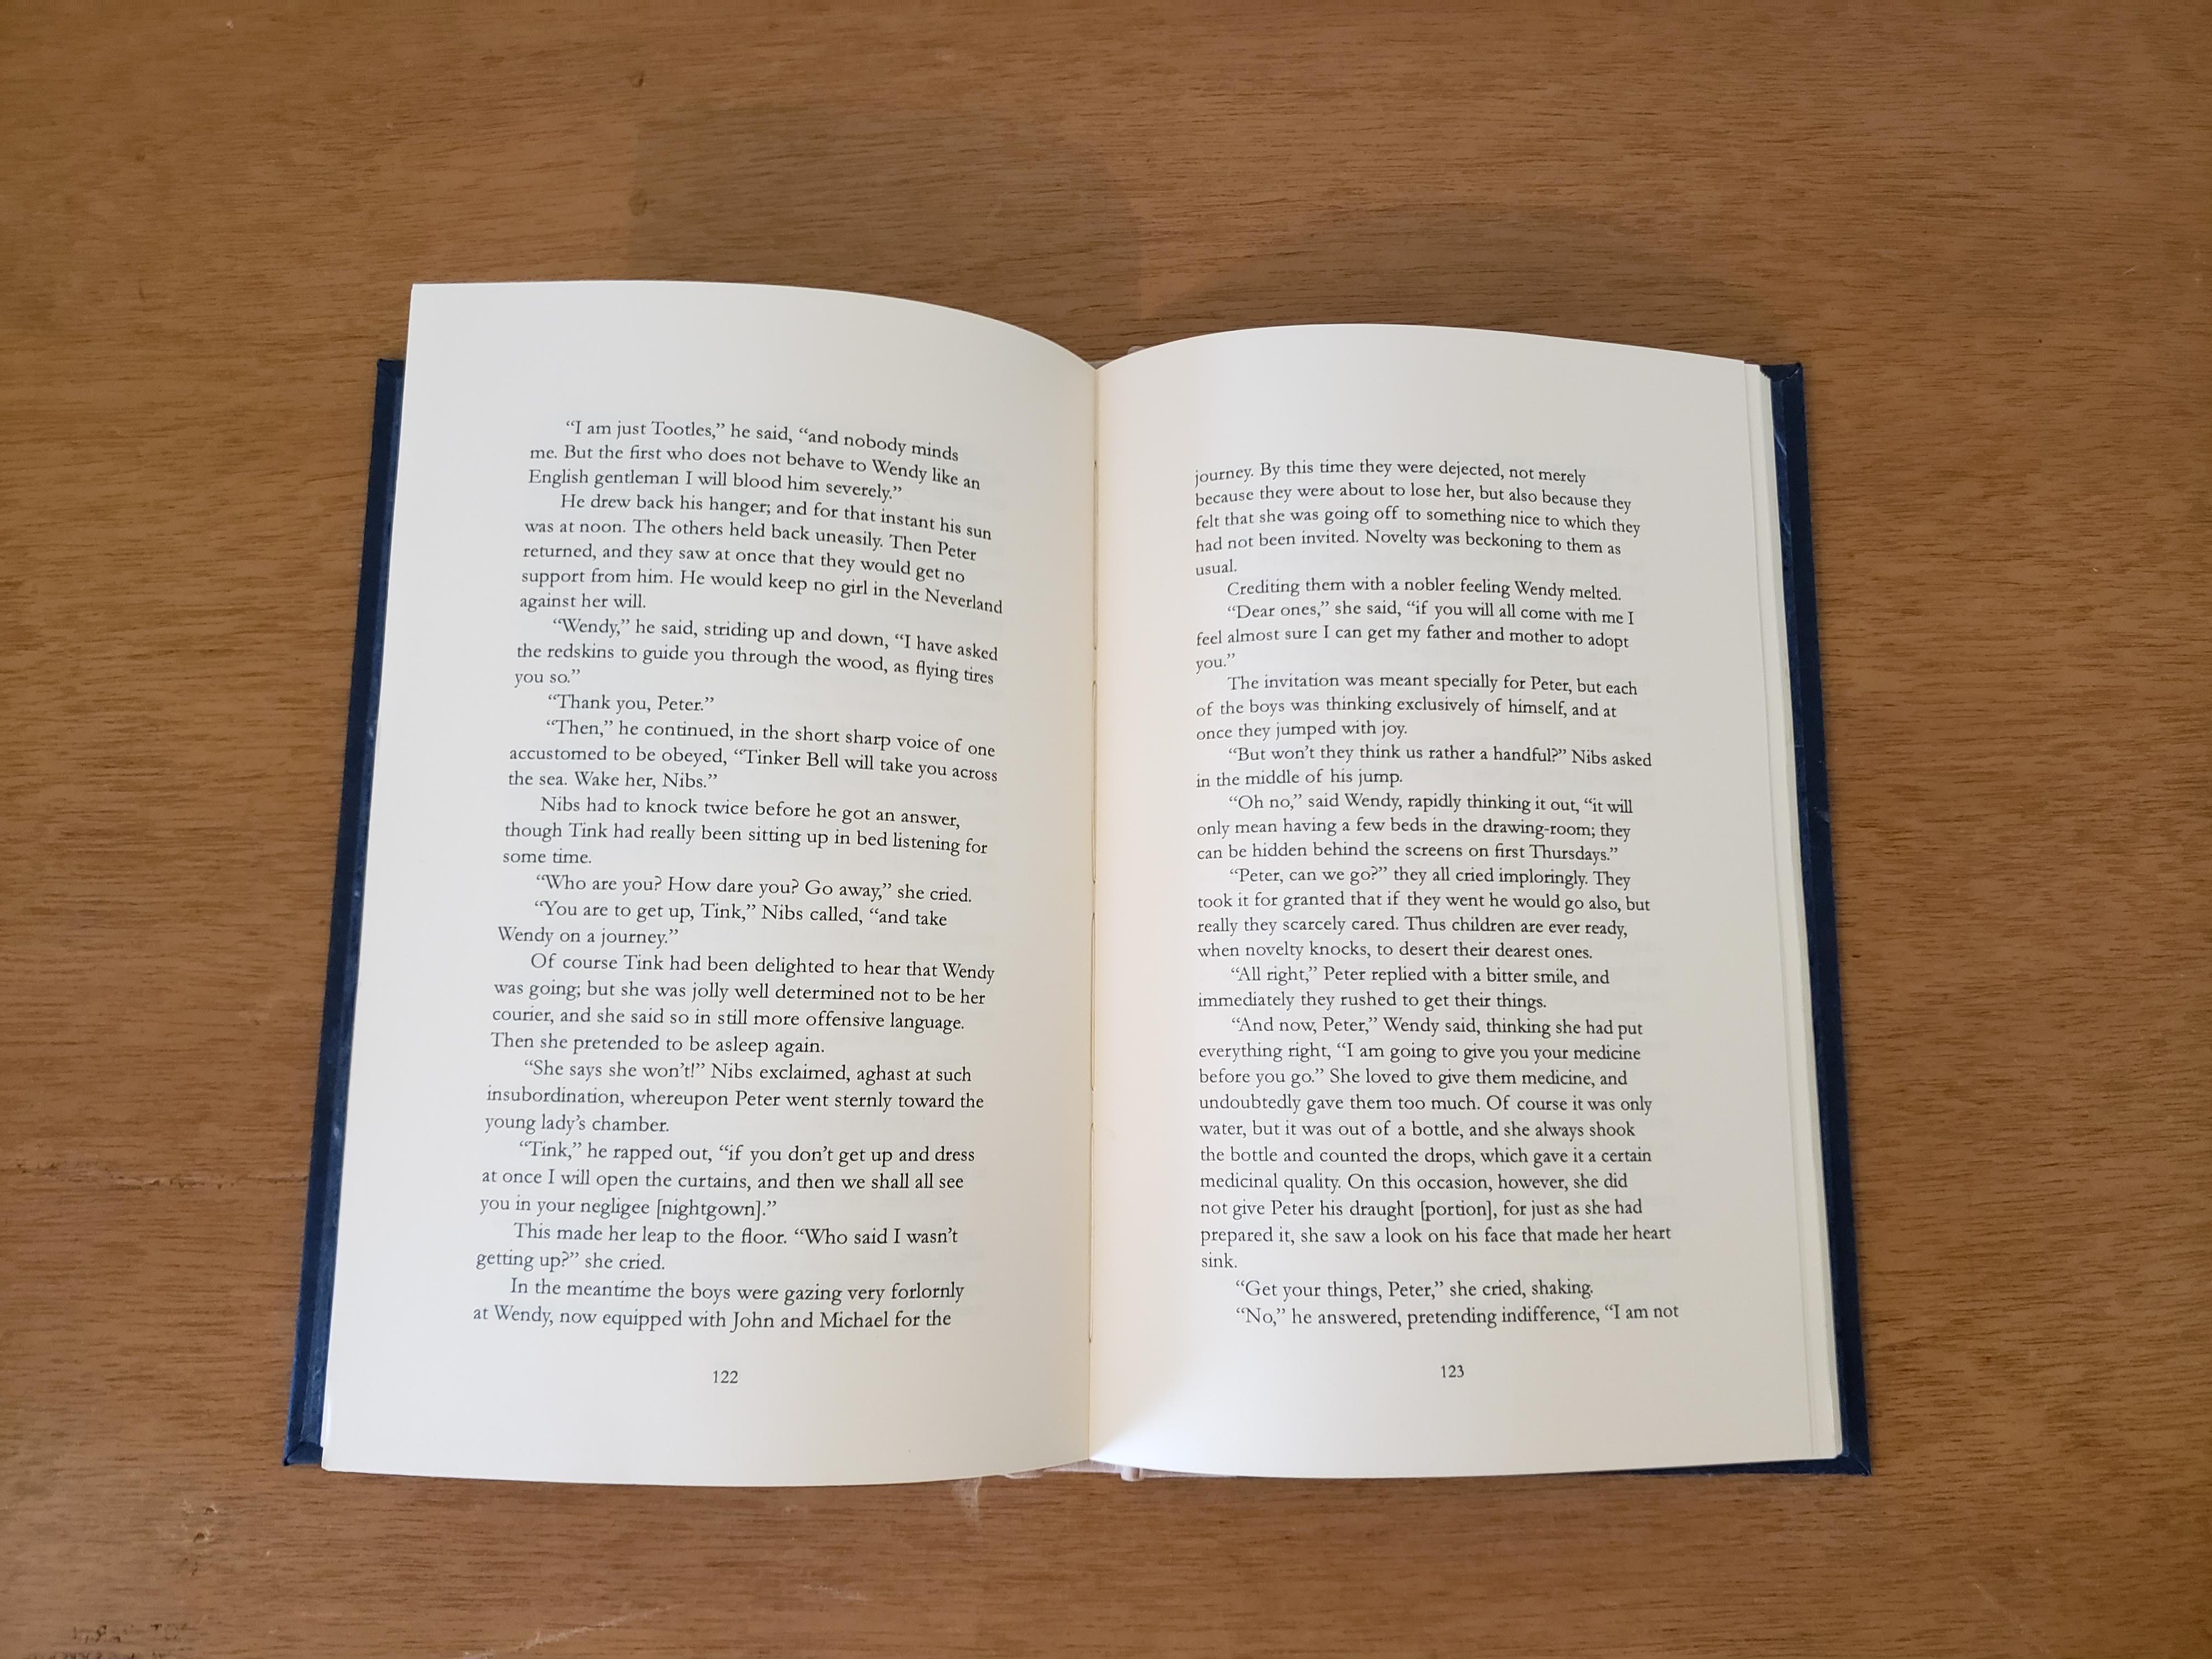 “I am just Tootles,” he said, “and nobody minds
me. But the first who does not behave to Wendy like an
English gentleman I will blood him severely.”
He drew back his hanger; and for that instant his sun
was at noon. The others held back uneasily. Then Peter
returned, and they saw at once that they would get no
support from him. He would keep no girl in the Neverland
against her will.
“Wendy,” he said, striding up and down, “I have asked
the redskins to guide you through the wood, as flying tires
you so.”
“Thank you, Peter.”
“Then,” he continued, in the short sharp voice of one
accustomed to be obeyed, “Tinker Bell will take you across
the sea. Wake her, Nibs.”
Nibs had to knock twice before he got an answer,
though Tink had really been sitting up in bed listening for
some time.
“Who are you? How dare you? Go away,” she cried.
“You are to get up, Tink,” Nibs called, “and take
Wendy on a journey.”
Of course Tink had been delighted to hear that Wendy
was going; but she was jolly well determined not to be her
courier, and she said so in still more offensive language.
Then she pretended to be asleep again.
“She says she won’t!” Nibs exclaimed, aghast at such
insubordination, whereupon Peter went sternly toward the
young lady’s chamber.
“Tink,” he rapped out, “if you don’t get up and dress
at once I will open the curtains, and then we shall all see
you in your negligee [nightgown].”
This made her leap to the floor. “Who said I wasn’t
getting up?” she cried.
In the meantime the boys were gazing very forlornly
at Wendy, now equipped with John and Michael for the
122
journey. By this time they were dejected, not merely
because they were about to lose her, but also because they
felt that she was going off to something nice to which they
had not been invited. Novelty was beckoning to them as
usual.
Crediting them with a nobler feeling Wendy melted.
“Dear ones,” she said, “if you will all come with me I
feel almost sure I can get my father and mother to adopt
you.”
The invitation was meant specially for Peter, but each
of the boys was thinking exclusively of himself, and at
once they jumped with joy.
“But won’t they think us rather a handful?” Nibs asked
in the middle of his jump.
“Oh no,” said Wendy, rapidly thinking it out, “it will
only mean having a few beds in the drawing-room; they
can be hidden behind the screens on first Thursdays.”
“Peter, can we go?” they all cried imploringly. They
took it for granted that if they went he would go also, but
really they scarcely cared. Thus children are ever ready,
when novelty knocks, to desert their dearest ones.
“All right,” Peter replied with a bitter smile, and
immediately they rushed to get their things.
“And now, Peter,” Wendy said, thinking she had put
everything right, “I am going to give you your medicine
before you go.” She loved to give them medicine, and
undoubtedly gave them too much. Of course it was only
water, but it was out of a bottle, and she always shook
the bottle and counted the drops, which gave it a certain
medicinal quality. On this occasion, however, she did
not give Peter his draught [portion], for just as she had
prepared it, she saw a look on his face that made her heart
sink.
“Get your things, Peter,” she cried, shaking.
“No,” he answered, pretending indifference, “I am not
123